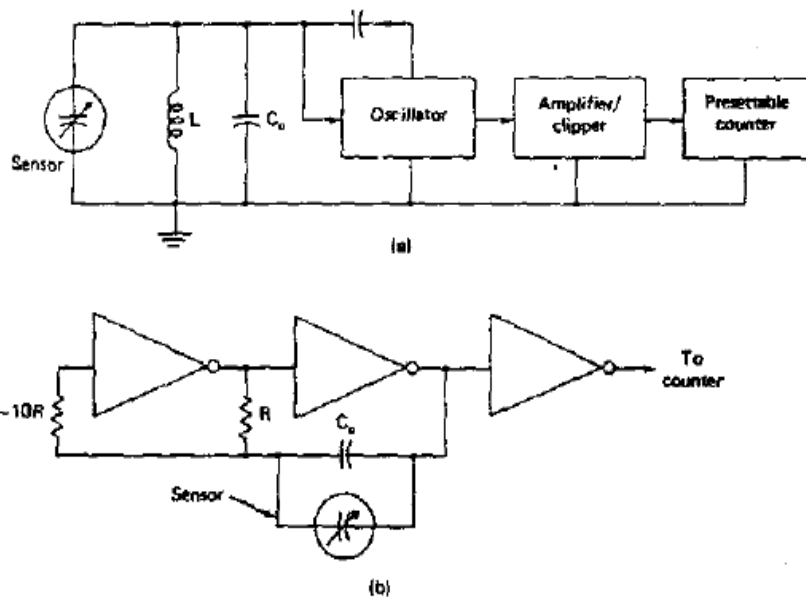 Sensor
L
C₀
Oscillator
Amplifier/
clipper
Presettable
counter
(a)
~10R
R
C₀
Sensor
To
counter
(b)